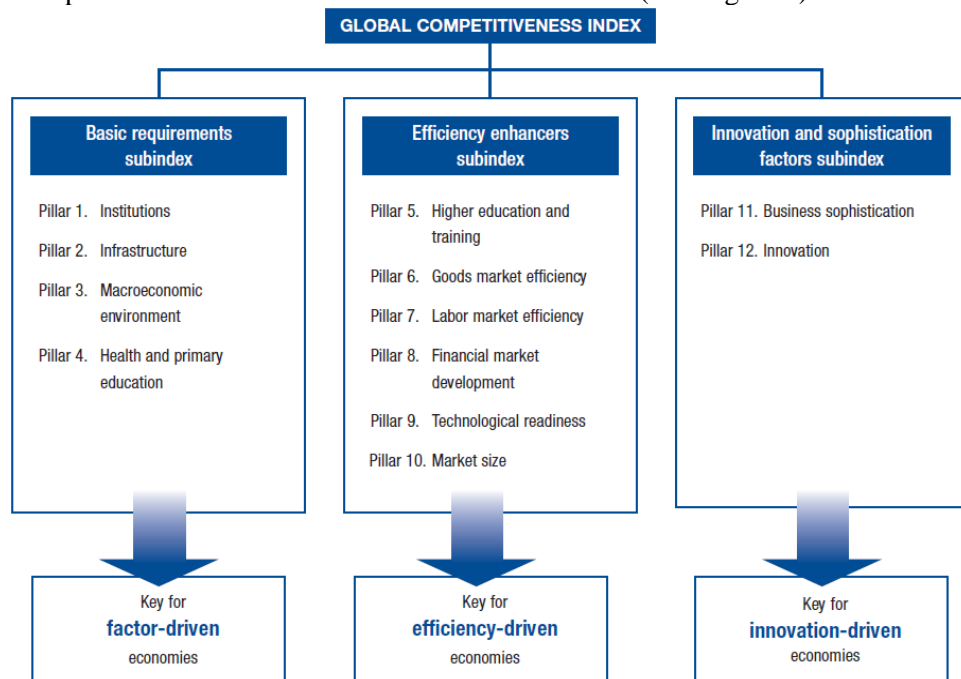 GLOBAL COMPETITIVENESS INDEX
Basic requirements
subindex
Pillar 1. Institutions
Pillar 2. Infrastructure
Pillar 3. Macroeconomic
environment
Pillar 4. Health and primary
education
Key for
factor-driven
economies
Efficiency enhancers
subindex
Pillar 5. Higher education and
training
Pillar 6. Goods market efficiency
Pillar 7. Labor market efficiency
Pillar 8. Financial market
development
Pillar 9. Technological readiness
Pillar 10. Market size
Key for
efficiency-driven
economies
Innovation and sophistication
factors subindex
Pillar 11. Business sophistication
Pillar 12. Innovation
Key for
innovation-driven
economies